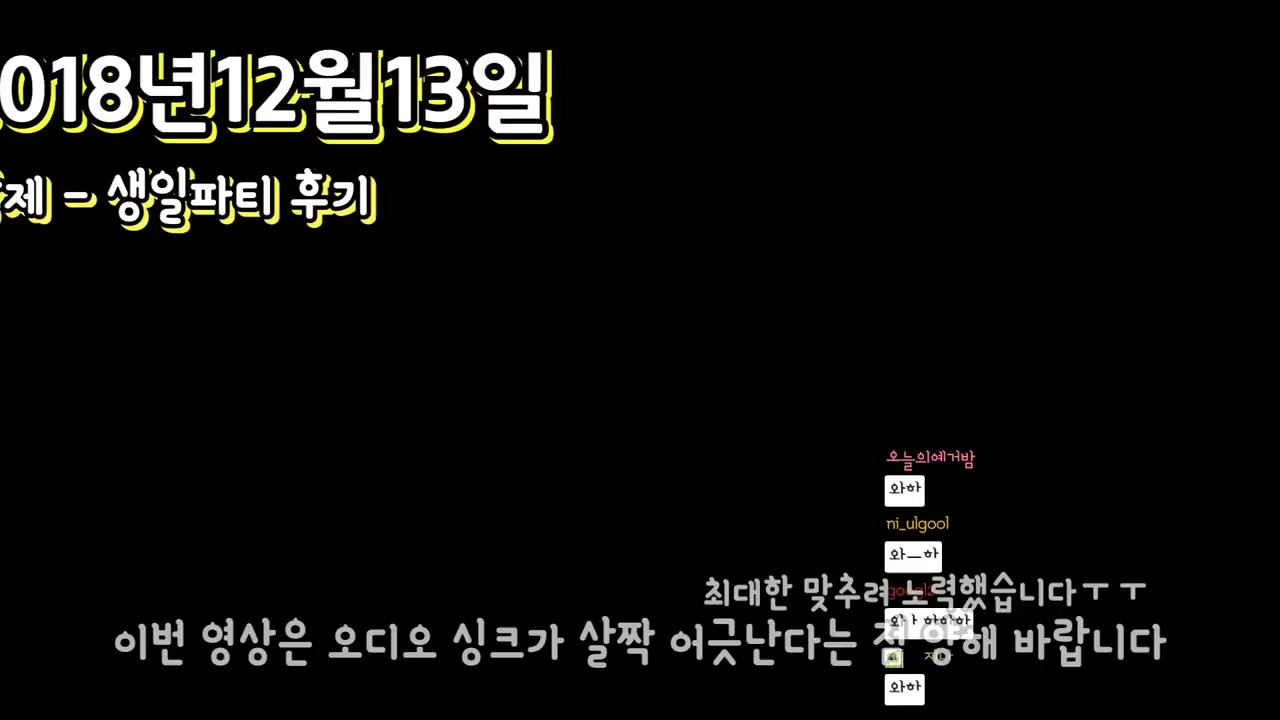 018년12월13일
제 - 생일파티 후기
오늘의예거밤
와하
ni_ulgool
와ㅡ하
최대한 맞추려 노력했습니다ㅜㅜ
이번 영상은 오디오 싱크가 살짝 어긋난다는 점 양해 바랍니다
와하